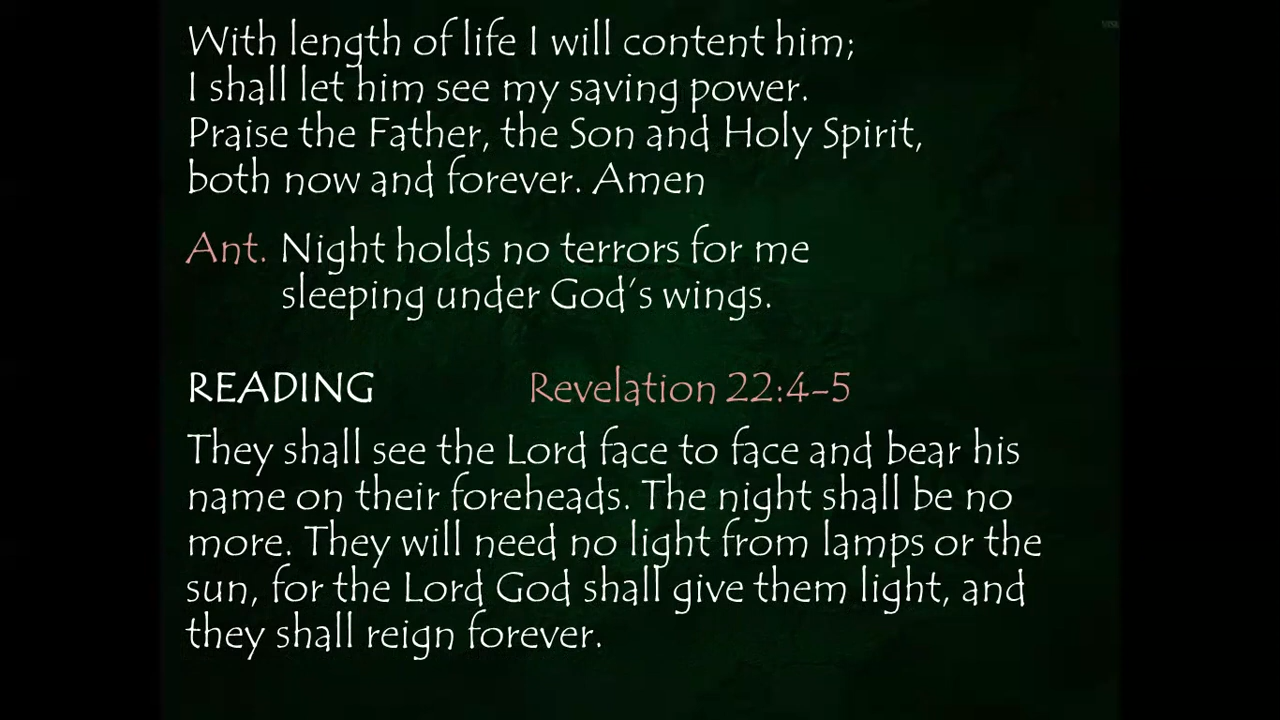 With length of life I will content him;
I shall let him see my saving power.
Praise the Father, the Son and Holy Spirit,
both now and forever. Amen
Ant. Night holds no terrors for me
sleeping under God's wings.
READING Revelation 22:4-5
They shall see the Lord face to face and bear his
name on their foreheads. The night shall be no
more. They will need no light from lamps or the
sun, for the Lord God shall give them light, and
they shall reign forever.